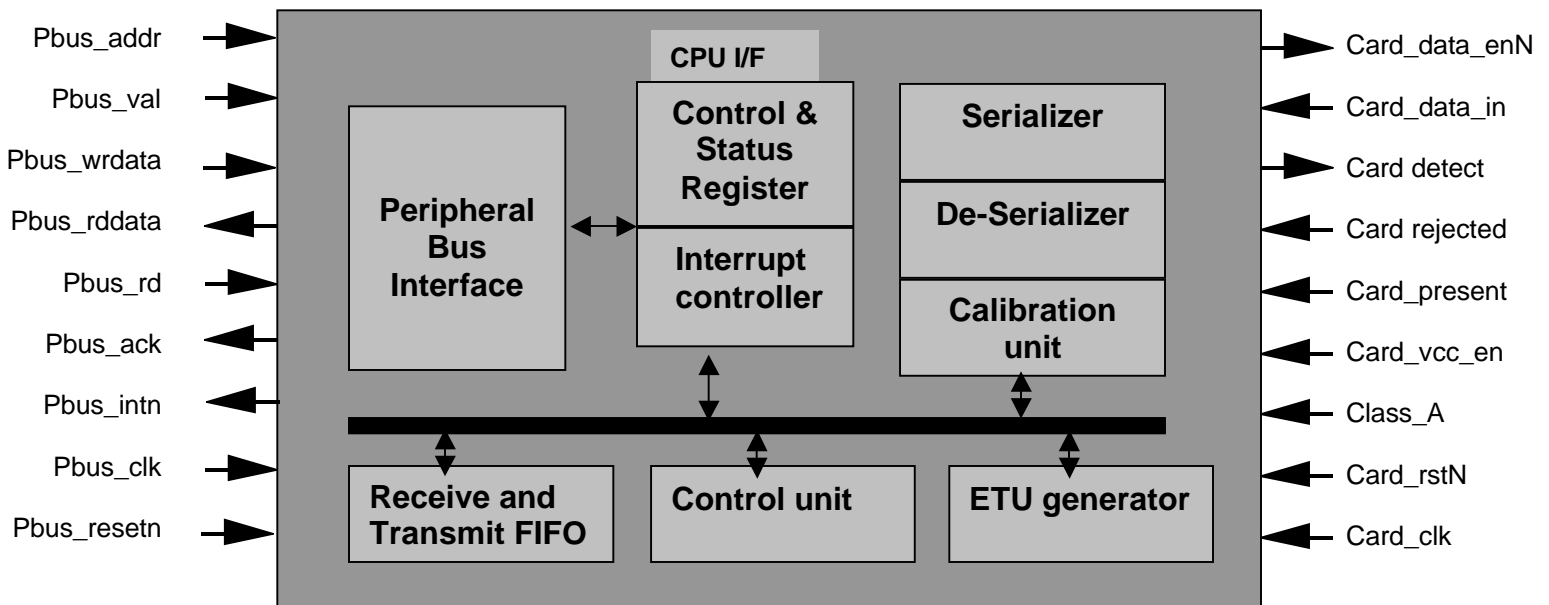 Pbus_addr
Pbus_val
Pbus_wrdata
Pbus_rddata
Pbus_rd
Pbus_ack
Pbus_intn
Pbus_clk
Pbus_resetn
Peripheral
Bus
Interface
CPU I/F
Control &
Status
Register
Interrupt
controller
Serializer
De-Serializer
Calibration
unit
Receive and
Transmit FIFO
Control unit
ETU generator
Card_data_enN
Card_data_in
Card detect
Card rejected
Card_present
Card_vcc_en
Class_A
Card_rstN
Card_clk